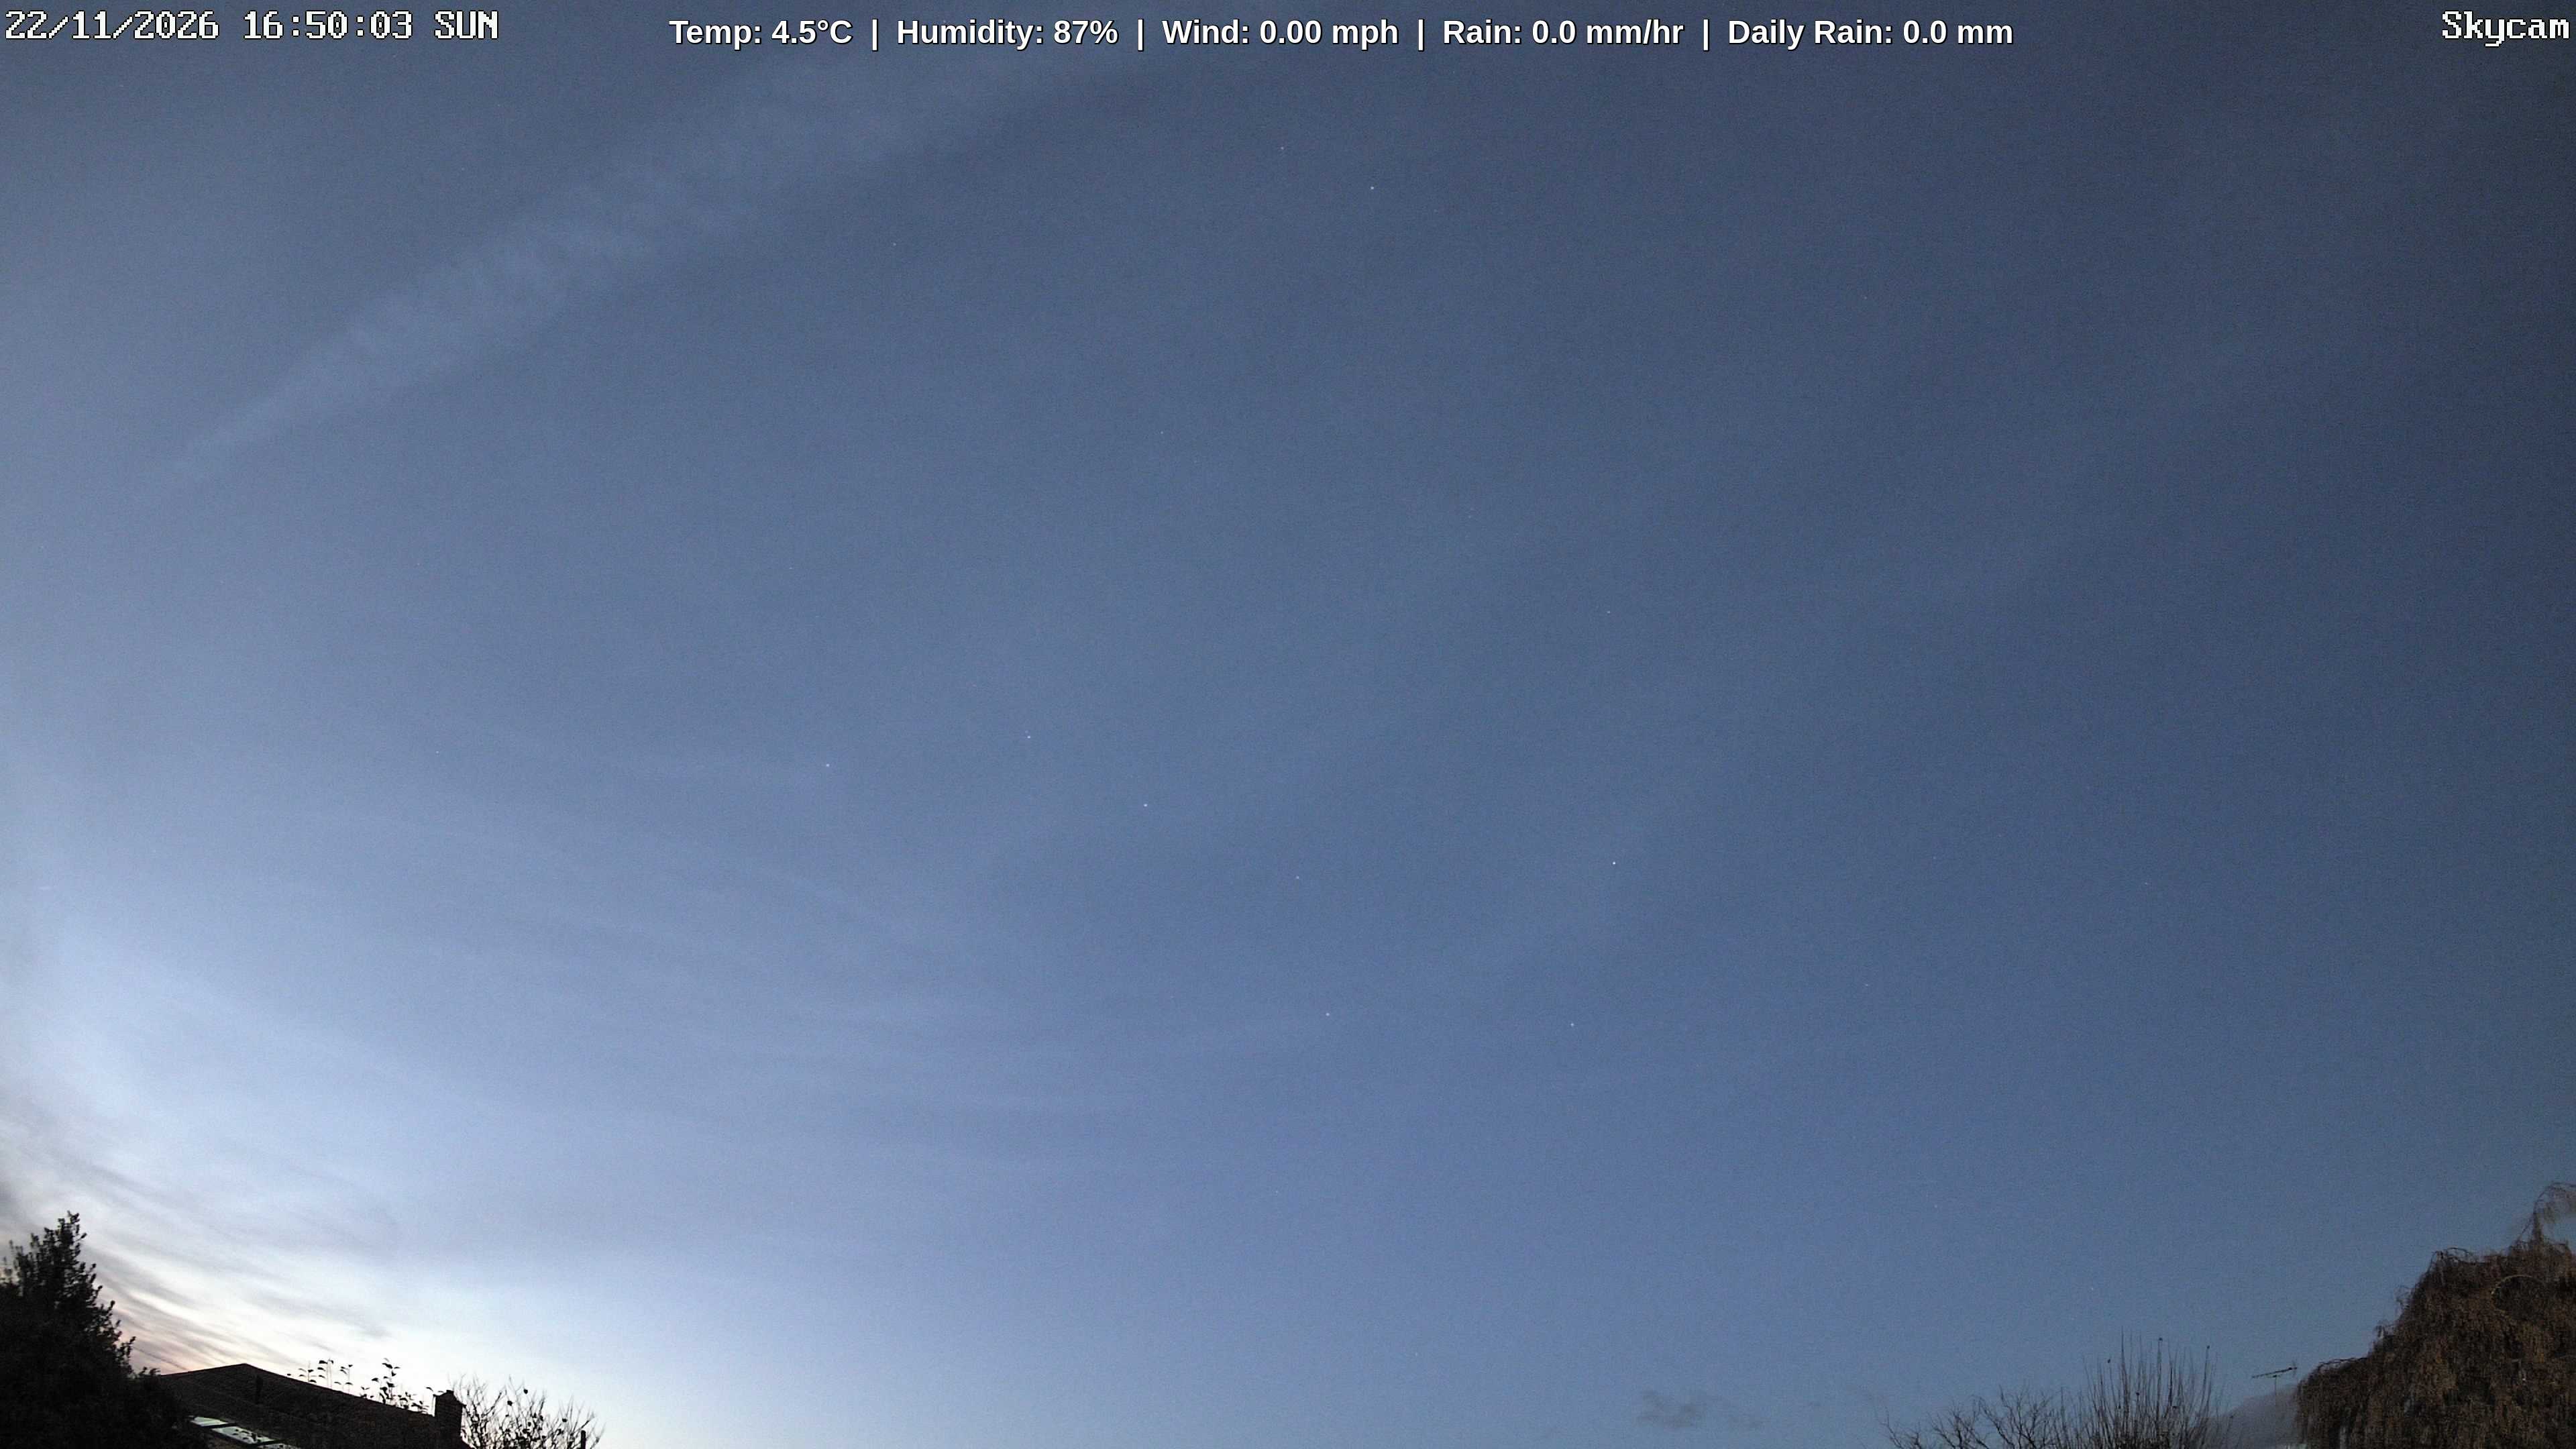 22/11/2026 16:50:03 SUN
Temp: 4.5°C | Humidity: 87% | Wind: 0.00 mph | Rain: 0.0 mm/hr | Daily Rain: 0.0 mm
Skycam